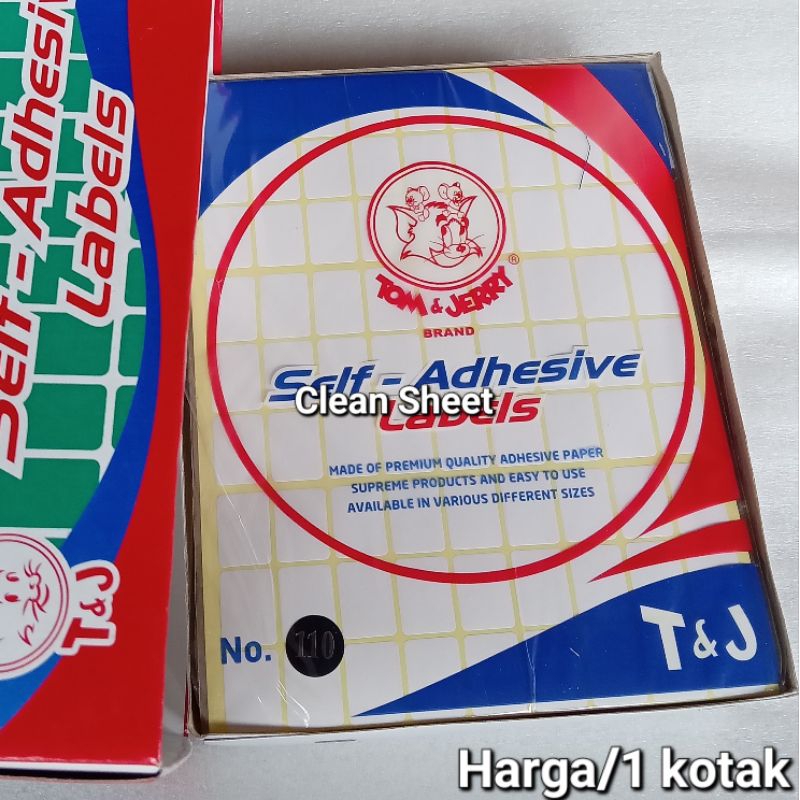 Self - Adhesive
Labels
T&J
TOM & JERRY ®
BRAND
Self - Adhesive
Labels
Clean Sheet
MADE OF PREMIUM QUALITY ADHESIVE PAPER
SUPREME PRODUCTS AND EASY TO USE
AVAILABLE IN VARIOUS DIFFERENT SIZES
No. 110
T&J
Harga/1 kotak